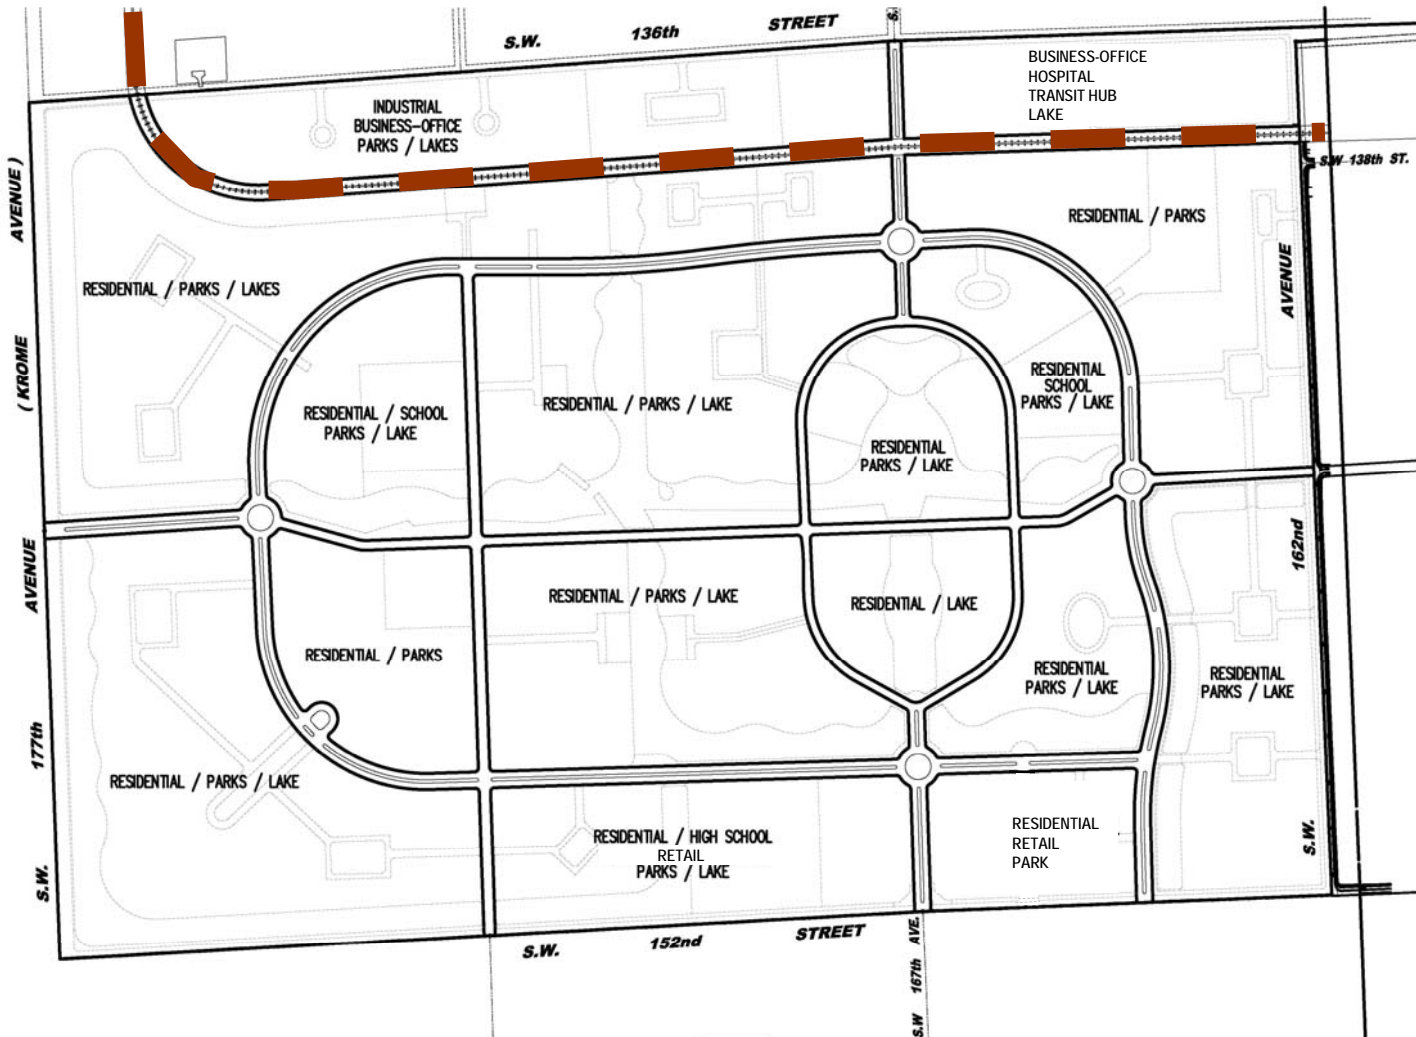 S.W. 136th STREET
S.
BUSINESS-OFFICE
HOSPITAL
TRANSIT HUB
LAKE
INDUSTRIAL
BUSINESS-OFFICE
PARKS / LAKES
S.W 138th ST.
RESIDENTIAL / PARKS
RESIDENTIAL / PARKS / LAKES
RESIDENTIAL
SCHOOL
PARKS / LAKE
RESIDENTIAL / SCHOOL
PARKS / LAKE
RESIDENTIAL / PARKS / LAKE
RESIDENTIAL
PARKS / LAKE
RESIDENTIAL / PARKS / LAKE
RESIDENTIAL / LAKE
RESIDENTIAL / PARKS
RESIDENTIAL
PARKS / LAKE
RESIDENTIAL
PARKS / LAKE
RESIDENTIAL / PARKS / LAKE
RESIDENTIAL / HIGH SCHOOL
RETAIL
PARKS / LAKE
RESIDENTIAL
RETAIL
PARK
S.W. 177th AVENUE ( KROME AVENUE )
S.W. 162nd AVENUE
S.W. 152nd STREET
S.W 167th AVE.